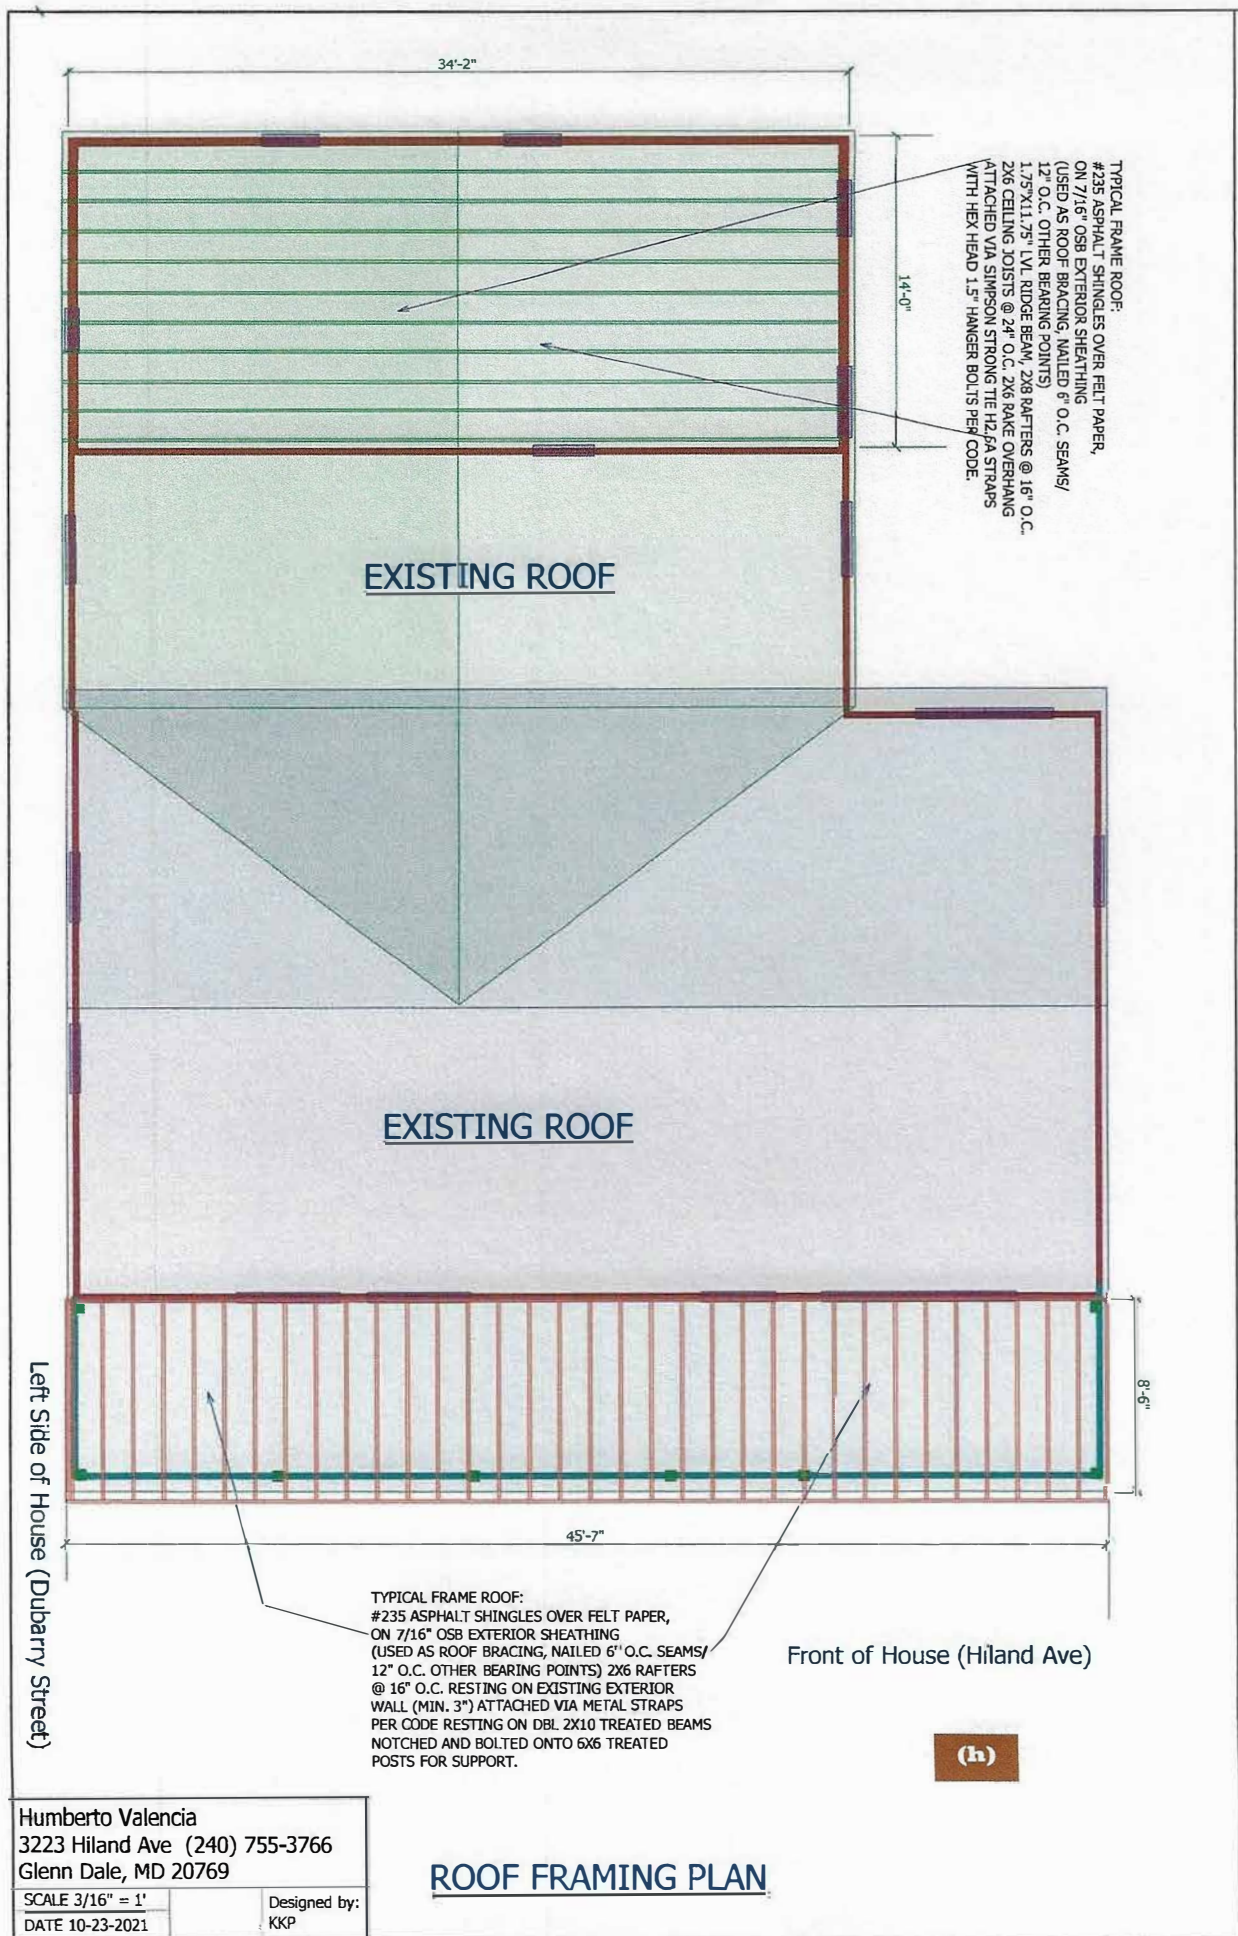 34'-2"
TYPICAL FRAME ROOF:
#235 ASPHALT SHINGLES OVER FELT PAPER,
ON 7/16" OSB EXTERIOR SHEATHING
(USED AS ROOF BRACING, NAILED 6" O.C. SEAMS/
12" O.C. OTHER BEARING POINTS)
1.75"X11.75" LVL RIDGE BEAM, 2X8 RAFTERS @ 16" O.C.
2X6 CEILING JOISTS @ 24" O.C. 2X6 RAKE OVERHANG
ATTACHED VIA SIMPSON STRONG TIE H2.5A STRAPS
WITH HEX HEAD 1.5" HANGER BOLTS PER CODE.
14'-0"
EXISTING ROOF
EXISTING ROOF
8'-6"
45'-7"
Left Side of House (Dubarry Street)
TYPICAL FRAME ROOF:
#235 ASPHALT SHINGLES OVER FELT PAPER,
ON 7/16" OSB EXTERIOR SHEATHING
(USED AS ROOF BRACING, NAILED 6" O.C. SEAMS/
12" O.C. OTHER BEARING POINTS) 2X6 RAFTERS
@ 16" O.C. RESTING ON EXISTING EXTERIOR
WALL (MIN. 3") ATTACHED VIA METAL STRAPS
PER CODE RESTING ON DBL 2X10 TREATED BEAMS
NOTCHED AND BOLTED ONTO 6X6 TREATED
POSTS FOR SUPPORT.
Front of House (Hiland Ave)
(h)
Humberto Valencia
3223 Hiland Ave (240) 755-3766
Glenn Dale, MD 20769
SCALE 3/16" = 1'
DATE 10-23-2021
Designed by:
KKP
ROOF FRAMING PLAN